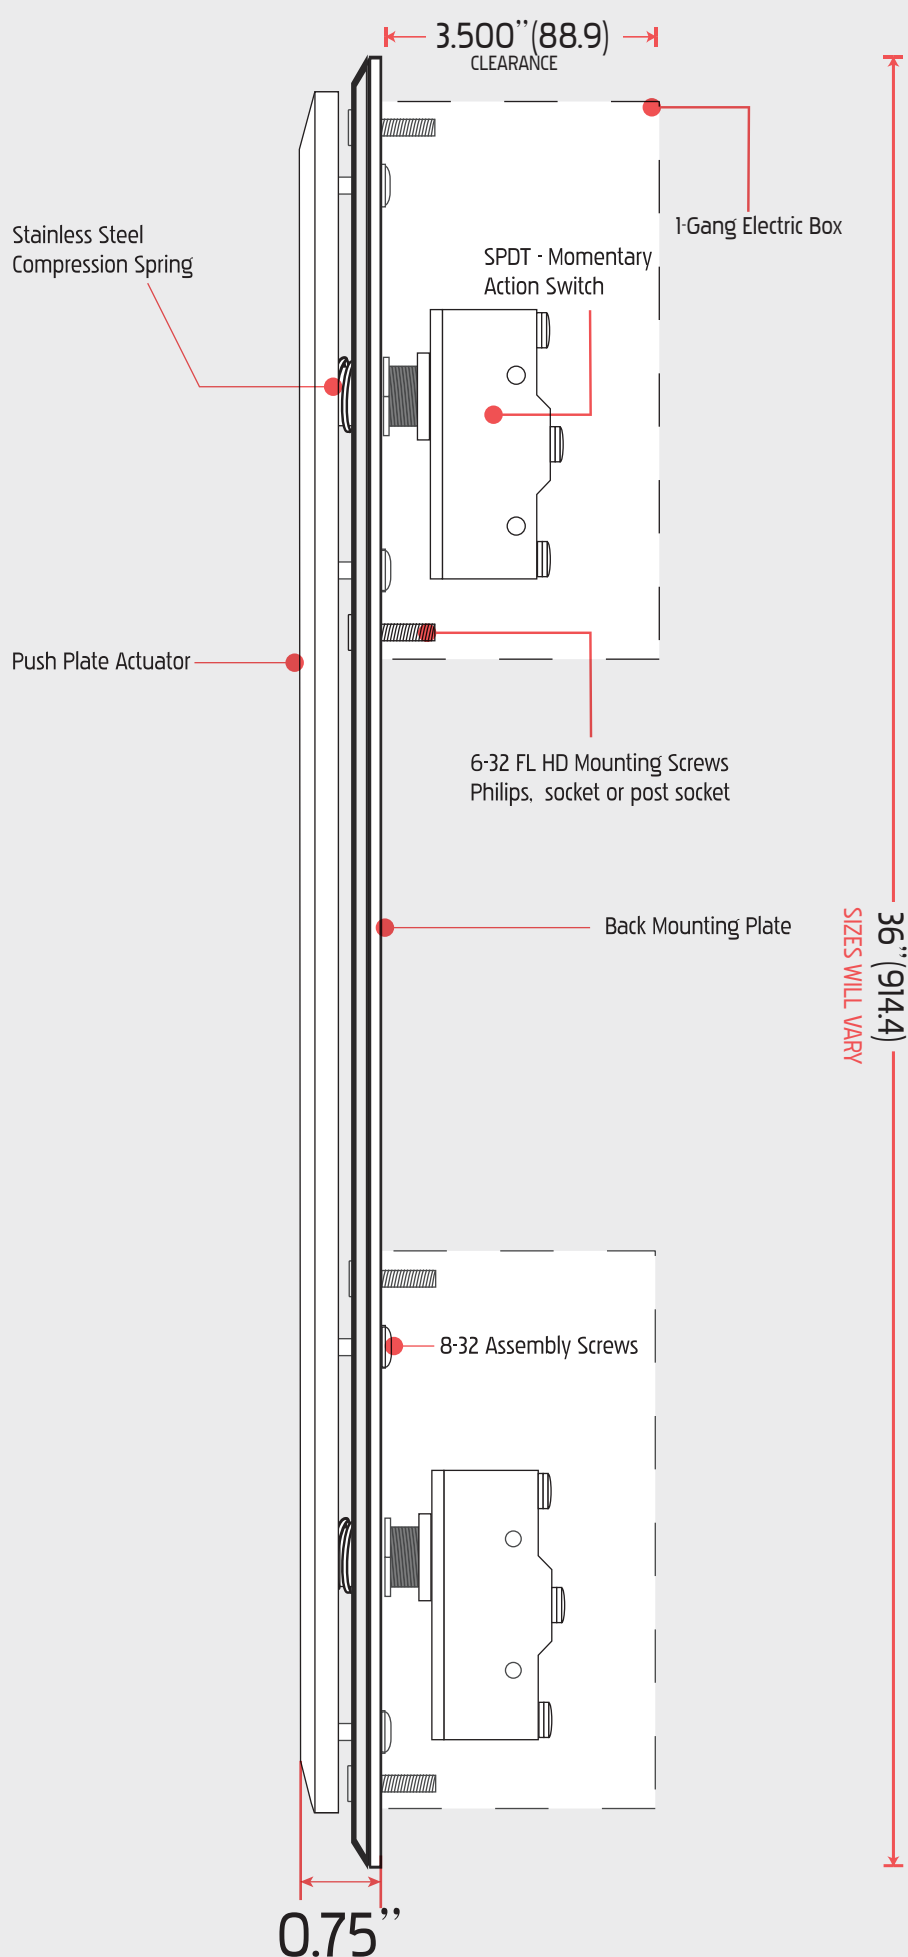 3.500’’(88.9)
CLEARANCE
1-Gang Electric Box
Stainless Steel
Compression Spring
SPDT - Momentary
Action Switch
Push Plate Actuator
6-32 FL HD Mounting Screws
Philips, socket or post socket
Back Mounting Plate
36’’ (914.4)
SIZES WILL VARY
8-32 Assembly Screws
0.75’’